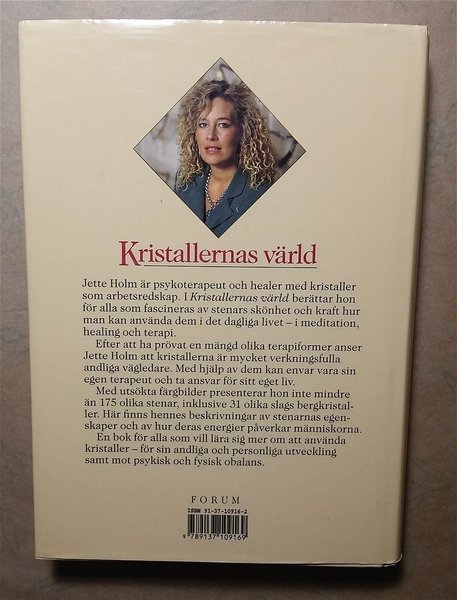 Kristallernas värld
Jette Holm är psykoterapeut och healer med kristaller
som arbetsredskap. I Kristallernas värld berättar hon
för alla som fascineras av stenars skönhet och kraft hur
man kan använda dem i det dagliga livet – i meditation,
healing och terapi.
Efter att ha prövat en mängd olika terapiformer anser
Jette Holm att kristallerna är mycket verkningsfulla
andliga vägledare. Med hjälp av dem kan envar vara sin
egen terapeut och ta ansvar för sitt eget liv.
Med utsökta färgbilder presenterar hon inte mindre
än 175 olika stenar, inklusive 31 olika slags bergkristal-
ler. Här finns hennes beskrivningar av stenarnas egen-
skaper och av hur deras energier påverkar människorna.
En bok för alla som vill lära sig mer om att använda
kristaller – för sin andliga och personliga utveckling
samt mot psykisk och fysisk obalans.
FORUM
ISBN 91-37-10916-2
9 789137 109169